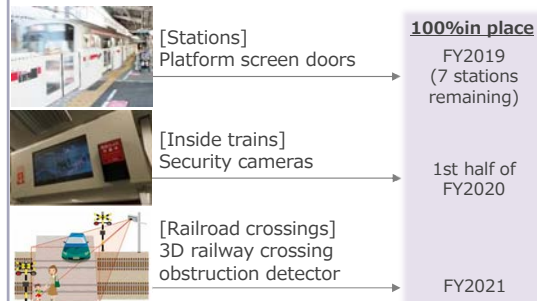 100%in place
[Stations]
Platform screen doors
FY2019
(7 stations
remaining)
[Inside trains]
Security cameras
1st half of
FY2020
[Railroad crossings]
3D railway crossing
obstruction detector
FY2021